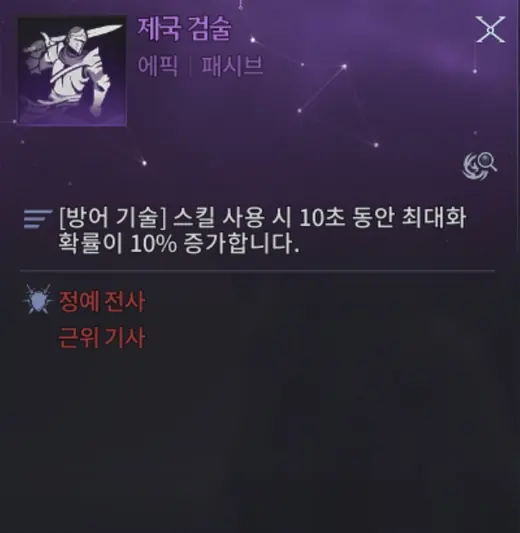 제국 검술
에픽 | 패시브
[방어 기술] 스킬 사용 시 10초 동안 최대화
확률이 10% 증가합니다.
정예 전사
근위 기사